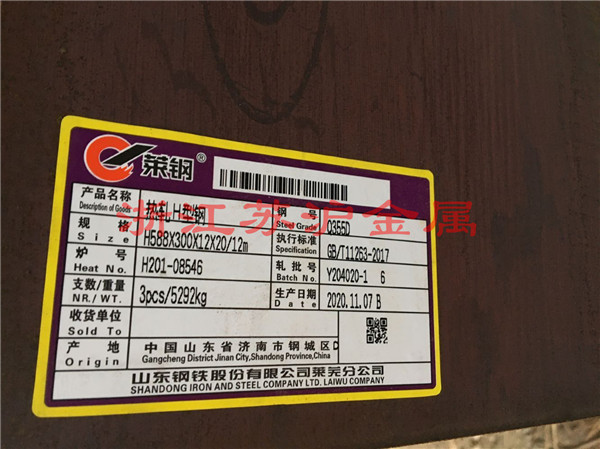 莱钢®
产品名称 热轧H型钢 钢 号 Q355D
Description of Goods Steel Grade
规 格 H588X300X12X20/12m 执行标准 GB/T11263-2017
Size Specification
炉 号 H201-08546 轧批号 Y204020-1 6
Heat No. Batch No.
支数/重量 3pcs/5292kg 生产日期 2020.11.07 B
NR./WT. Date
收货单位
Sold To
产 地 中国山东省济南市钢城区
Origin Gangcheng District Jinan City,Shandong Province,China
山东钢铁股份有限公司莱芜分公司
SHANDONG IRON AND STEEL COMPANY LTD. LAIWU COMPANY
浙江苏沪金属